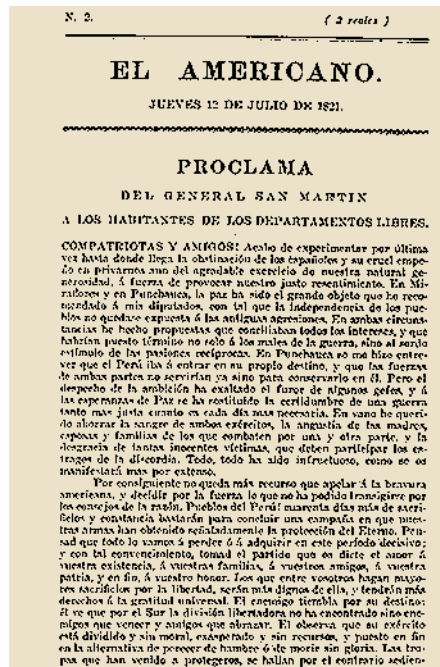 N. 2.
( 2 reales )
EL AMERICANO.
JUEVES 12 DE JULIO DE 1821.
PROCLAMA
DEL GENERAL SAN MARTIN
A LOS HABITANTES DE LOS DEPARTAMENTOS LIBRES.
COMPATRIOTAS Y AMIGOS: Acabo de experimentar por última
vez hasta donde llega la obstinacion de los españoles y su cruel empe-
ño en privarnos aun del agradable exercicio de nuestra natural ge-
nerosidad, á fuerza de provocar nuestro justo resentimiento. En Mi-
raflores y en Punchauca, la paz ha sido el grande objeto que he reco-
mendado á mis diputados, con tal que la independencia de los pue-
blos no quedase expuesta á las antiguas agresiones. En ambas circuns-
tancias he hecho propuestas que conciliaban todos los intereses, y que
habrian puesto término no solo á los males de la guerra, sino al sordo
estímulo de las pasiones recíprocas. En Punchauca se me hizo entre-
ver que el Perú iba á entrar en su propio destino, y que las fuerzas
de ambas partes no servirían ya sino para conservarlo en él. Pero el
despecho de la ambicion ha exaltado el furor de algunos gefes, y á
las esperanzas de Paz se ha sostituido la certidumbre de una guerra
tanto mas justa cuanto es cada dia mas necesaria. En vano he queri-
do ahorrar la sangre de ambos exércitos, la angustia de las madres,
esposas y familias de los que combaten por una y otra parte, y la
desgracia de tantas inocentes víctimas, que deben participar los es-
tragos de la discordia. Todo, todo ha sido infructuoso, como se os
manifestará mas por extenso.
Por consiguiente no queda más recurso que apelar á la bravura
americana, y decidir por la fuerza lo que no ha podido transigirse por
los consejos de la razon. Pueblos del Perú! cuarenta dias más de sacri-
ficios y constancia bastarán para concluir una campaña en que nues-
tras armas han obtenido señaladamente la proteccion del Eterno. Pen-
sad que todo lo vamos á perder ó á adquirir en este período decisivo;
y con tal convencimiento, tomad el partido que os dicte el amor á
vuestra existencia, á vuestras familias, á vuestros amigos, á vuestra
patria, y en fin, á vuestro honor. Los que entre vosotros hagan mayo-
res sacrificios por la libertad, serán más dignos de ella, y tendrán más
derechos á la gratitud universal. El enemigo tiembla por su destino:
él ve que por el Sur la división libertadora no ha encontrado sino ene-
migos que vencer y amigos que abrazar. El observa que su exército
está dividido y sin moral, exasperado y sin recursos, y puesto en fin
en la alternativa de perecer de hambre ó de morir sin gloria. Las tro-
pas que han venido a protegeros, se hallan por el contrario